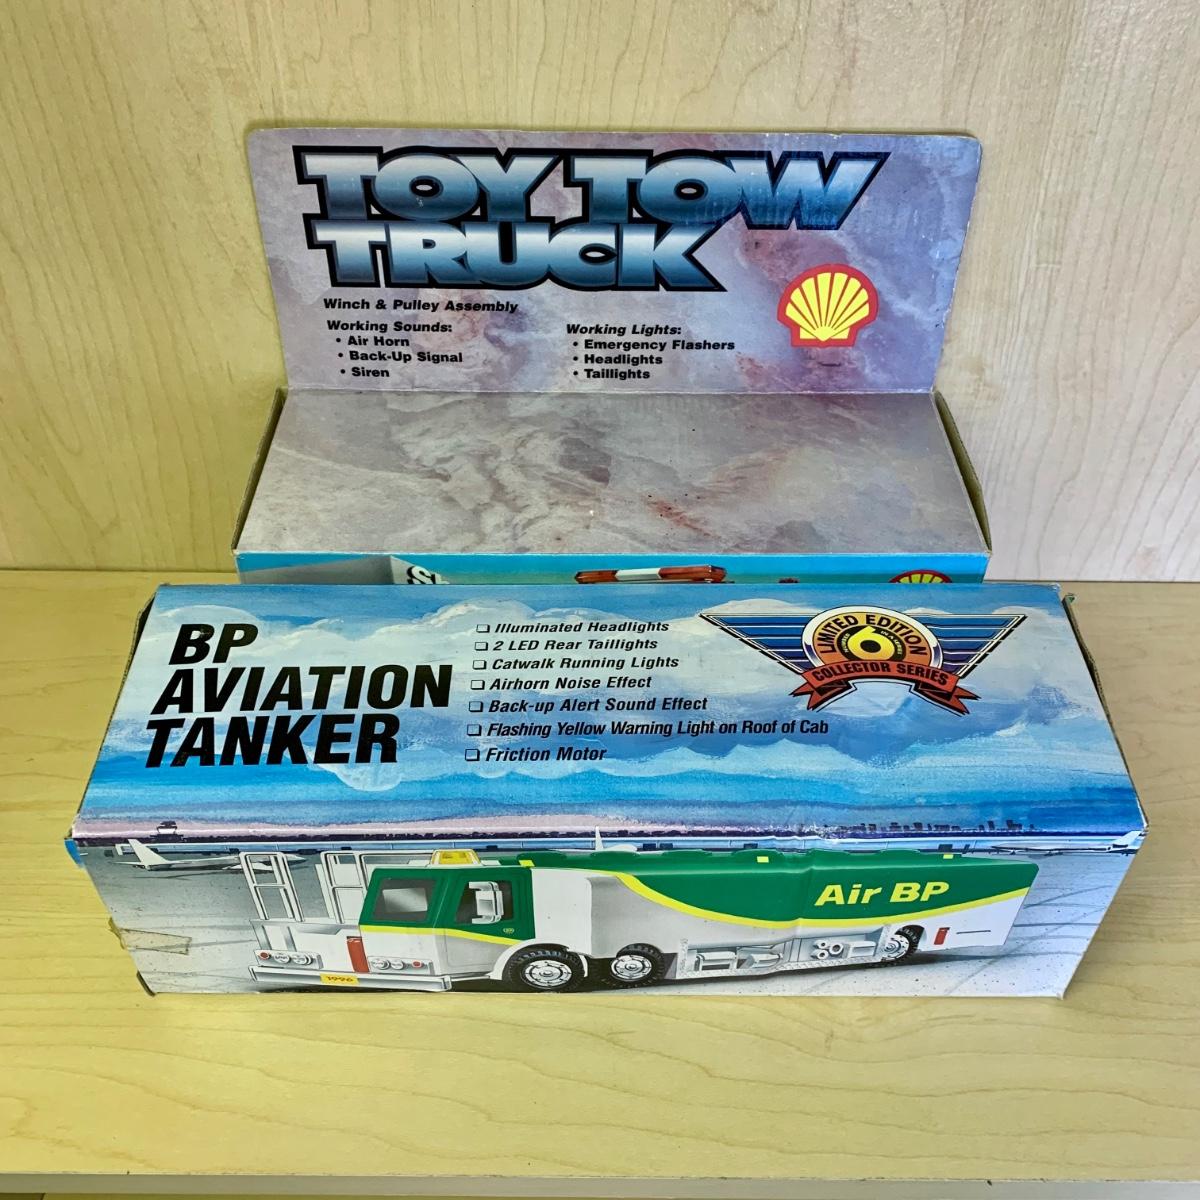 TOY TOW
TRUCK
Winch & Pulley Assembly
Working Sounds:
• Air Horn
• Back-Up Signal
• Siren
Working Lights:
• Emergency Flashers
• Headlights
• Taillights
BP
AVIATION
TANKER
❏ Illuminated Headlights
❏ 2 LED Rear Taillights
❏ Catwalk Running Lights
❏ Airhorn Noise Effect
❏ Back-up Alert Sound Effect
❏ Flashing Yellow Warning Light on Roof of Cab
❏ Friction Motor
LIMITED EDITION
NUMBER 6 IN A SERIES
COLLECTOR SERIES
Air BP
1996